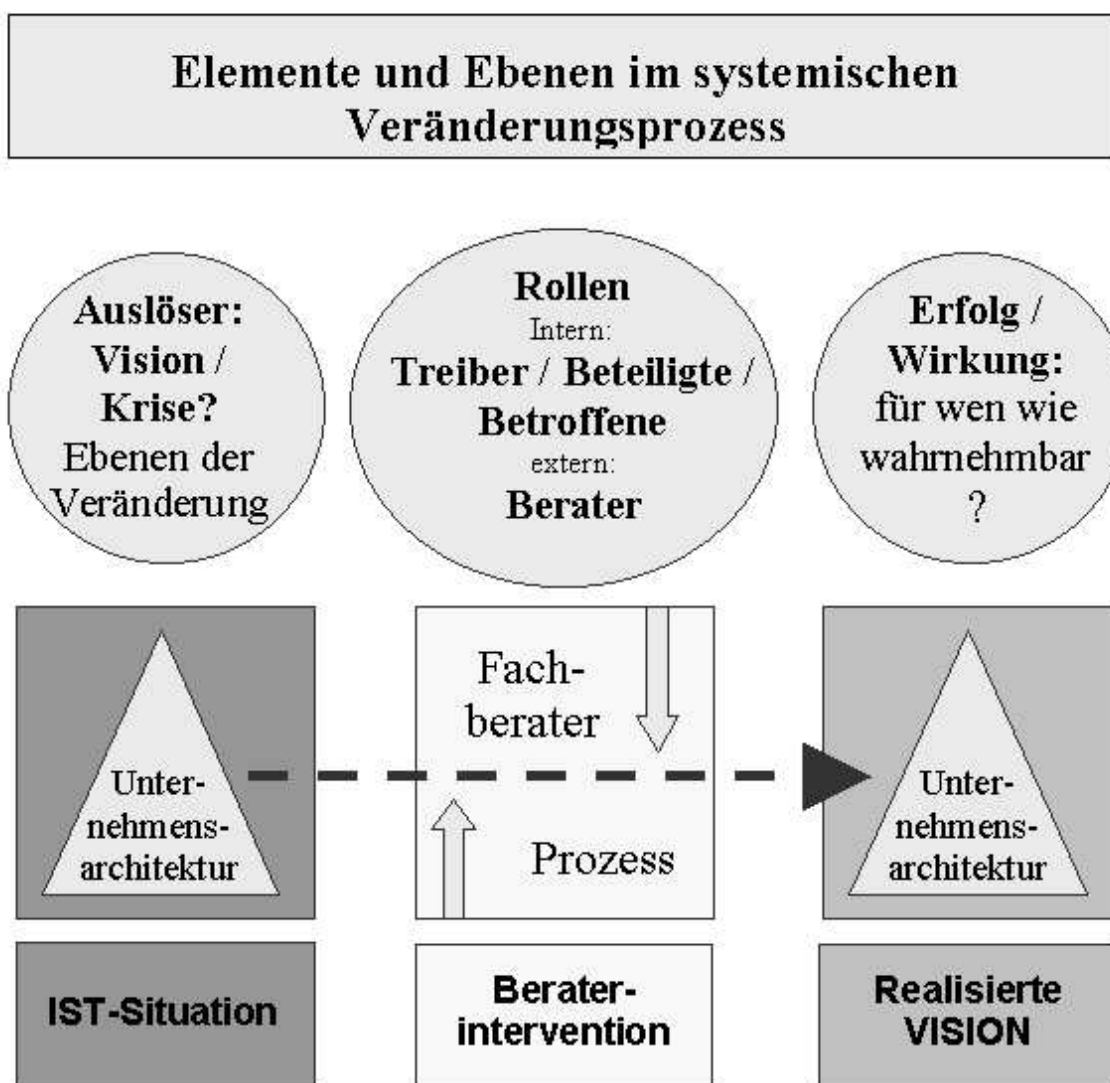 Elemente und Ebenen im systemischen
Veränderungsprozess
Auslöser:
Vision /
Krise?
Ebenen der
Veränderung
Rollen
Intern:
Treiber / Beteiligte /
Betroffene
extern:
Berater
Erfolg /
Wirkung:
für wen wie
wahrnehmbar
?
Unter-
nehmens-
architektur
Fach-
berater
Prozess
Unter-
nehmens-
architektur
IST-Situation
Berater-
intervention
Realisierte
VISION